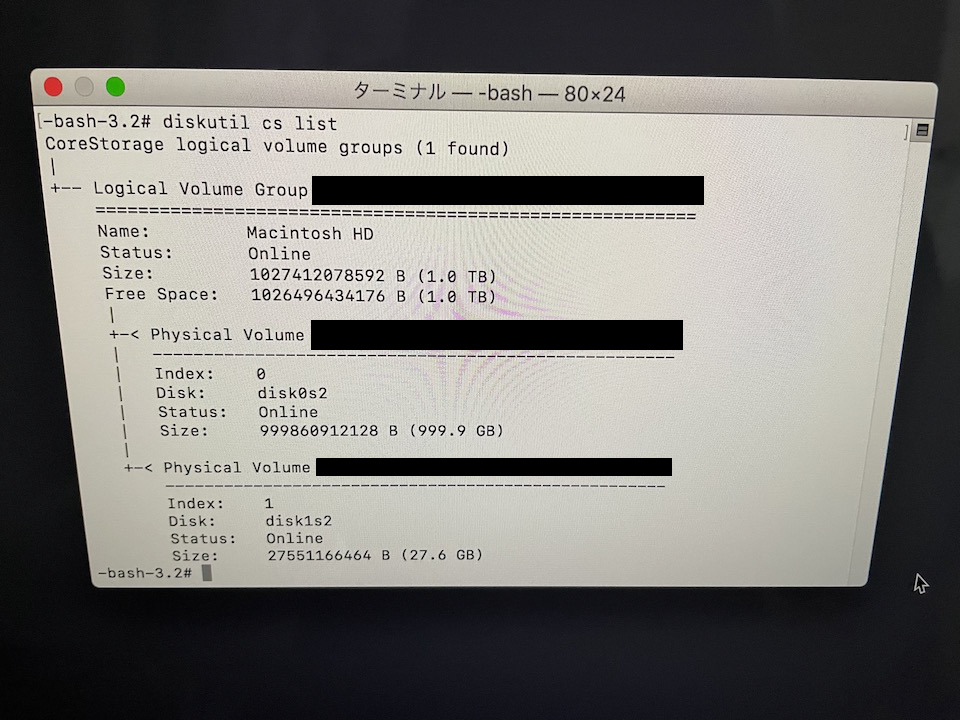 ターミナル — -bash — 80×24
[-bash-3.2# diskutil cs list ]
CoreStorage logical volume groups (1 found)
|
+-- Logical Volume Group
=========================================================
Name: Macintosh HD
Status: Online
Size: 1027412078592 B (1.0 TB)
Free Space: 1026496434176 B (1.0 TB)
|
+-< Physical Volume
| ----------------------------------------------------
| Index: 0
| Disk: disk0s2
| Status: Online
| Size: 999860912128 B (999.9 GB)
|
+-< Physical Volume
----------------------------------------------------
Index: 1
Disk: disk1s2
Status: Online
Size: 27551166464 B (27.6 GB)
-bash-3.2#